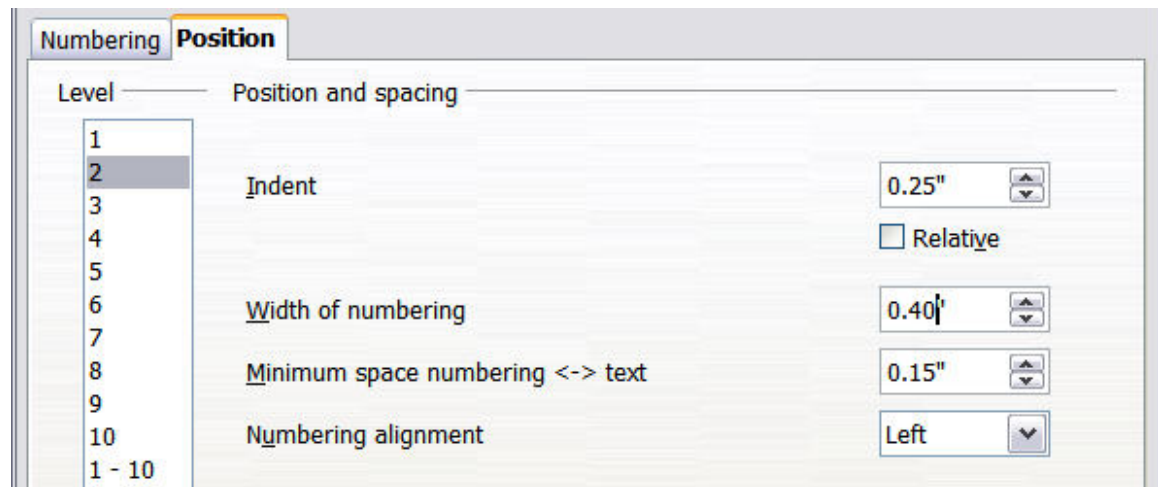 Numbering Position
Level Position and spacing
1
2
3
4
5
6
7
8
9
10
1 - 10
Indent 0.25"
Relative
Width of numbering 0.40"
Minimum space numbering <-> text 0.15"
Numbering alignment Left